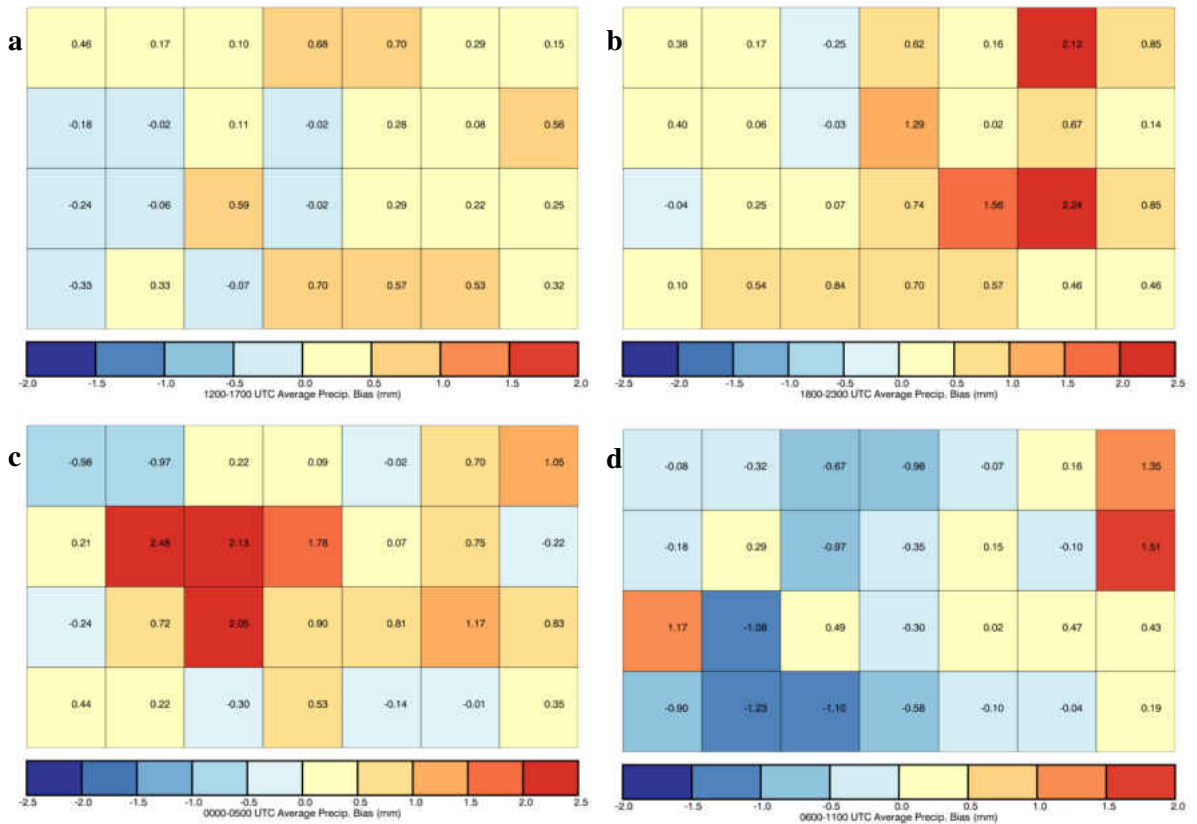 a
0.46 0.17 0.10 0.68 0.70 0.29 0.15
-0.18 -0.02 0.11 -0.02 0.28 0.08 0.56
-0.24 -0.06 0.59 -0.02 0.29 0.22 0.25
-0.33 0.33 -0.07 0.70 0.57 0.53 0.32
-2.0 -1.5 -1.0 -0.5 0.0 0.5 1.0 1.5 2.0
1200-1700 UTC Average Precip. Bias (mm)
b
0.38 0.17 -0.25 0.62 0.16 2.12 0.85
0.40 0.06 -0.03 1.29 0.02 0.67 0.14
-0.04 0.25 0.07 0.74 1.56 2.24 0.85
0.10 0.54 0.84 0.70 0.57 0.46 0.46
-2.5 -2.0 -1.5 -1.0 -0.5 0.0 0.5 1.0 1.5 2.0 2.5
1800-2300 UTC Average Precip. Bias (mm)
c
-0.98 -0.97 0.22 0.09 -0.02 0.70 1.05
0.21 2.48 2.13 1.78 0.07 0.75 -0.22
-0.24 0.72 2.05 0.90 0.81 1.17 0.83
0.44 0.22 -0.30 0.53 -0.14 -0.01 0.35
-2.5 -2.0 -1.5 -1.0 -0.5 0.0 0.5 1.0 1.5 2.0 2.5
0000-0500 UTC Average Precip. Bias (mm)
d
-0.08 -0.32 -0.67 -0.98 -0.07 0.16 1.35
-0.18 0.29 -0.97 -0.35 0.15 -0.10 1.51
1.17 -1.08 0.49 -0.30 0.02 0.47 0.43
-0.90 -1.23 -1.10 -0.58 -0.10 -0.04 0.19
-2.0 -1.5 -1.0 -0.5 0.0 0.5 1.0 1.5 2.0
0600-1100 UTC Average Precip. Bias (mm)